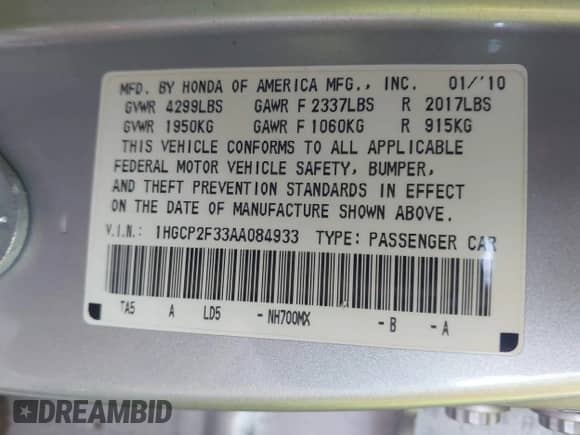 MFD. BY HONDA OF AMERICA MFG., INC. 01/'10
GVWR 4299LBS GAWR F 2337LBS R 2017LBS
GVWR 1950KG GAWR F 1060KG R 915KG
THIS VEHICLE CONFORMS TO ALL APPLICABLE
FEDERAL MOTOR VEHICLE SAFETY, BUMPER,
AND THEFT PREVENTION STANDARDS IN EFFECT
ON THE DATE OF MANUFACTURE SHOWN ABOVE.
V.I.N.: 1HGCP2F33AA084933 TYPE: PASSENGER CAR
TA5 A LD5 - NH700MX - B - A
DREAMBID